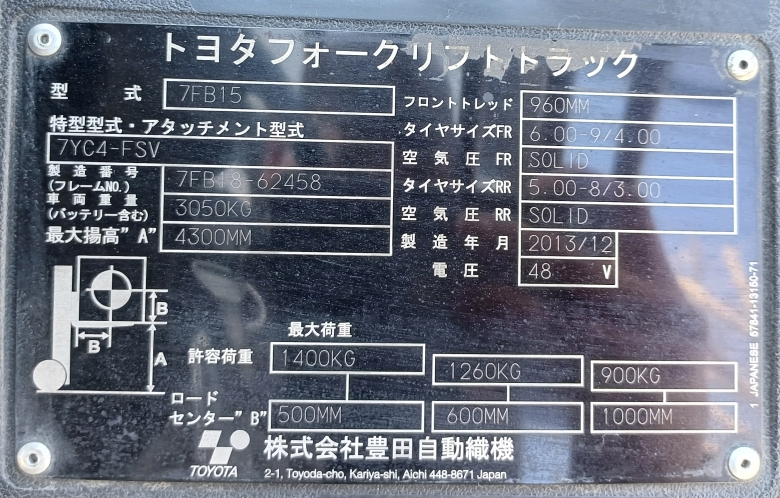 トヨタフォークリフトトラック
型式 7FB15
特型型式・アタッチメント型式
7YC4-FSV
製造番号
(フレームNO.) 7FB18-62458
車両重量
(バッテリー含む) 3050KG
最大揚高"A" 4300MM
フロントトレッド 960MM
タイヤサイズFR 6.00-9/4.00
空気圧FR SOLID
タイヤサイズRR 5.00-8/3.00
空気圧RR SOLID
製造年月 2013/12
電圧 48 V
B
B
A
最大荷重
許容荷重 1400KG 1260KG 900KG
ロード
センター"B" 500MM 600MM 1000MM
TOYOTA
株式会社豊田自動織機
2-1, Toyoda-cho, Kariya-shi, Aichi 448-8671 Japan
1 JAPANESE 57841-13160-71